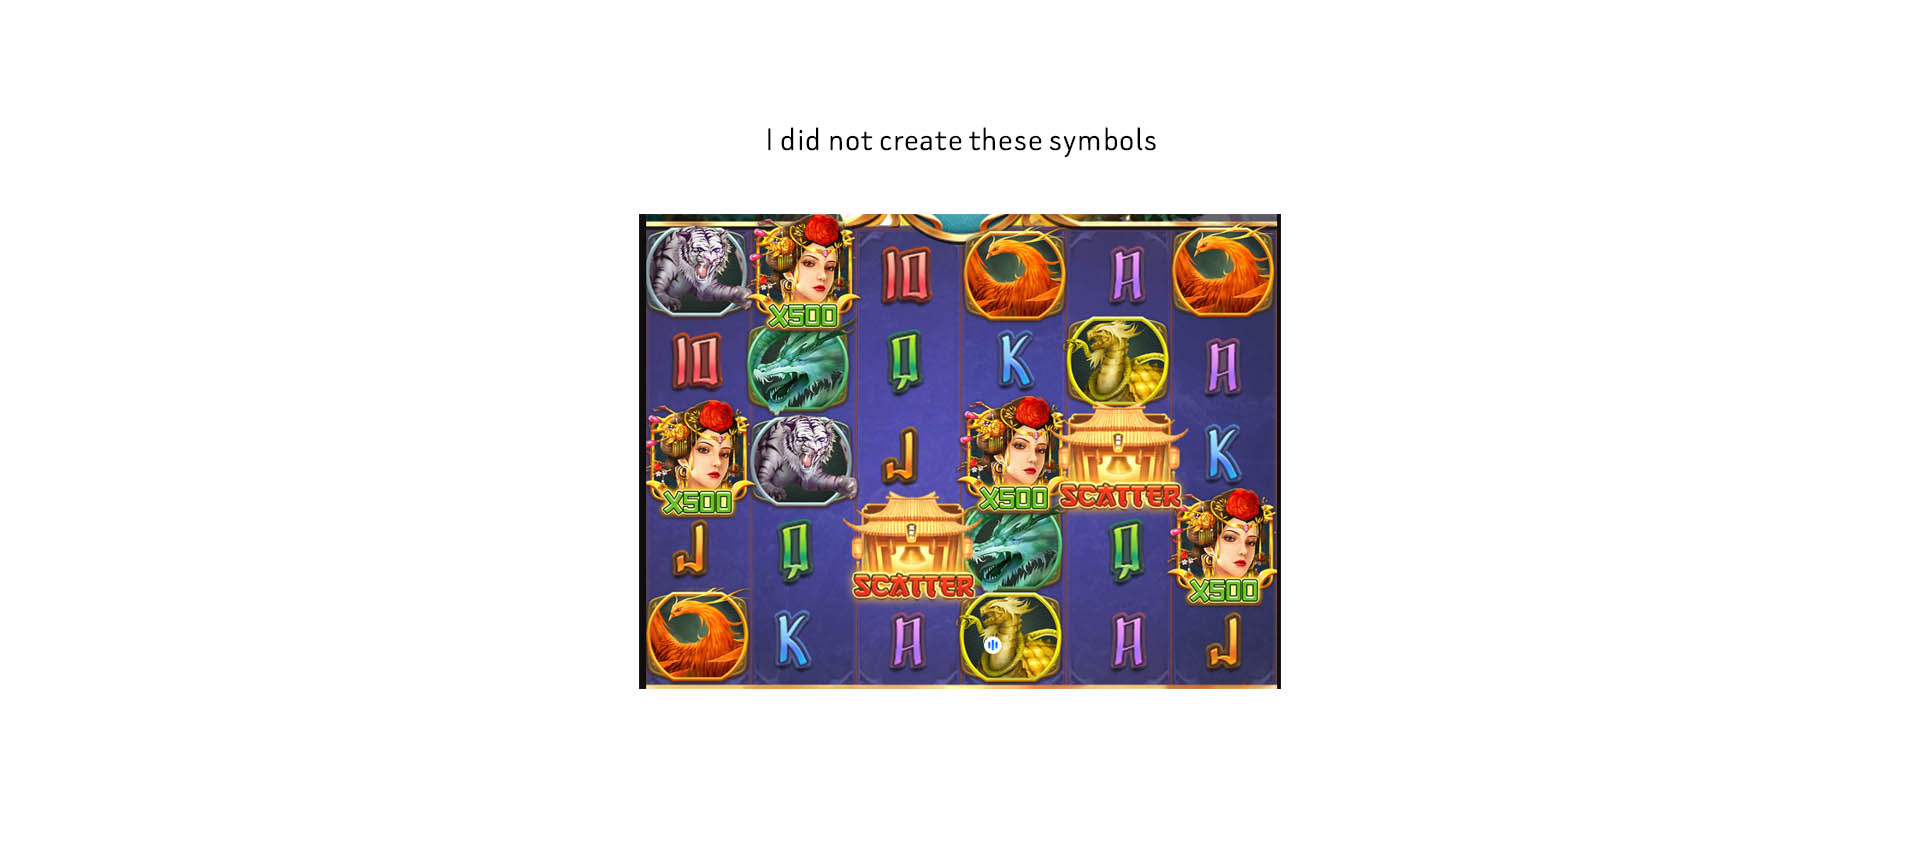 I did not create these symbols
X500 10 A
10 Q K A
J K
X500 X500 SCATTER
J Q SCATTER Q X500
K A A J